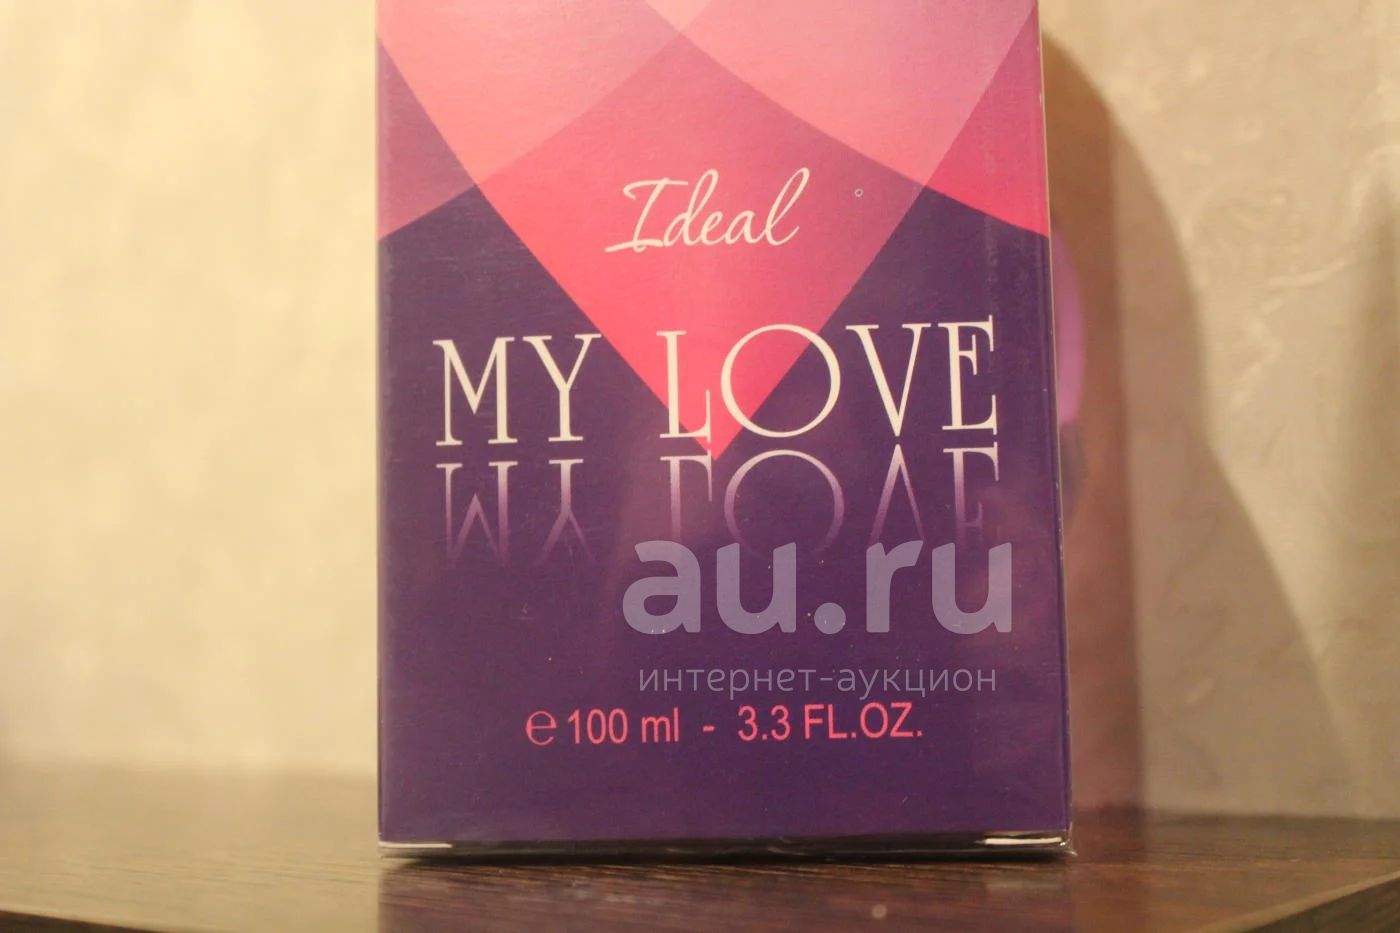 Ideal
MY LOVE
MY LOVE
au.ru
интернет-аукцион
℮ 100 ml - 3.3 FL.OZ.